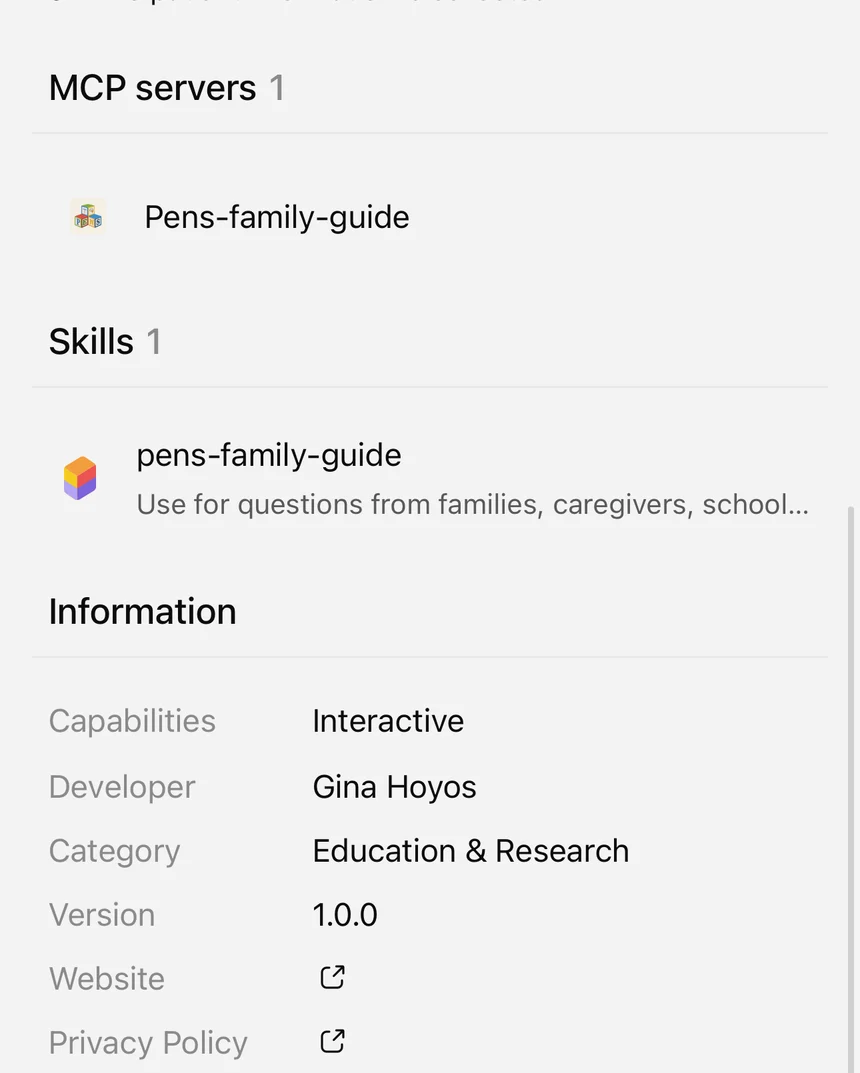 MCP servers 1
Pens-family-guide
Skills 1
pens-family-guide
Use for questions from families, caregivers, school...
Information
Capabilities Interactive
Developer Gina Hoyos
Category Education & Research
Version 1.0.0
Website
Privacy Policy